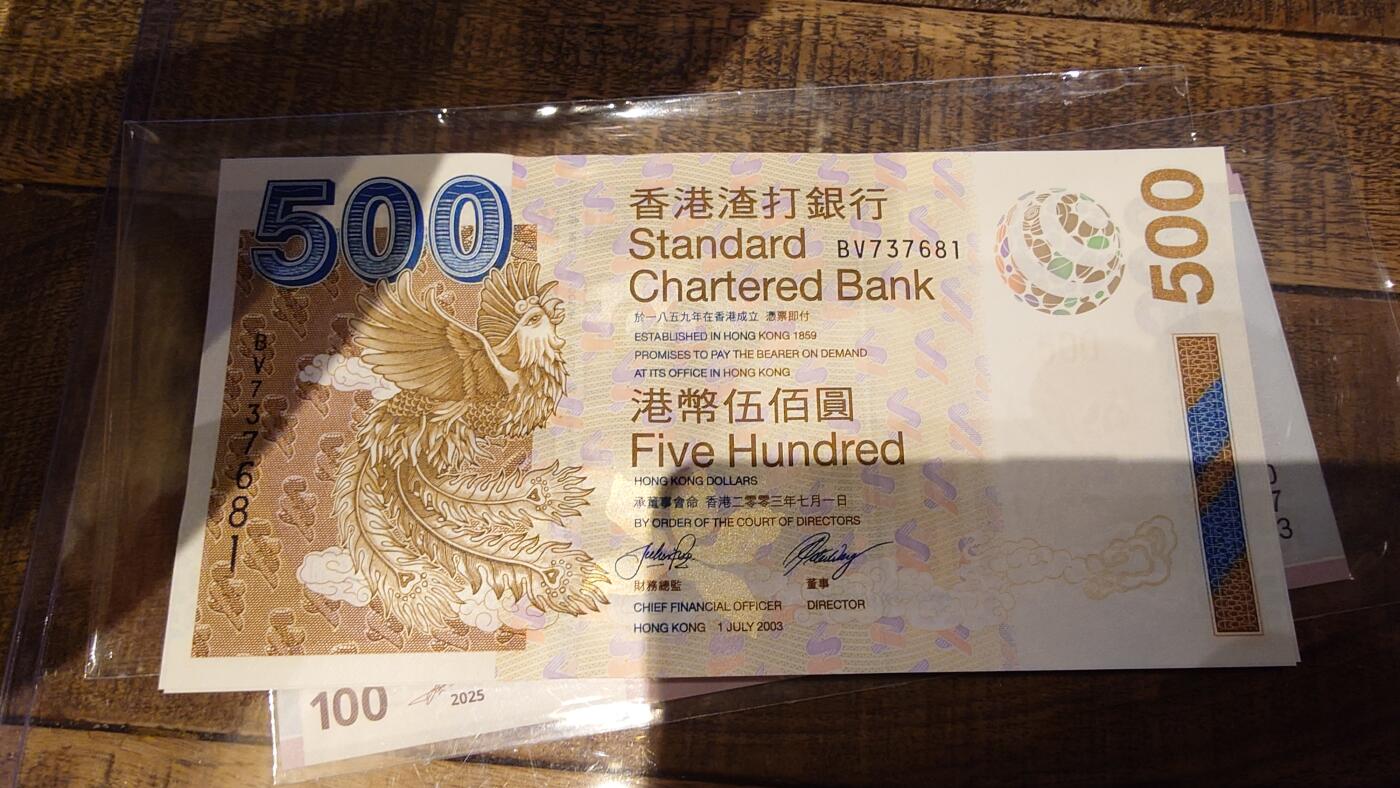 500
香港渣打銀行
Standard
BV737681
Chartered Bank
於一八五九年在香港成立 憑票即付
ESTABLISHED IN HONG KONG 1859
PROMISES TO PAY THE BEARER ON DEMAND
AT ITS OFFICE IN HONG KONG
港幣伍佰圓
Five Hundred
HONG KONG DOLLARS
承董事會命 香港二零零三年七月一日
BY ORDER OF THE COURT OF DIRECTORS
財務總監 董事
CHIEF FINANCIAL OFFICER DIRECTOR
HONG KONG 1 JULY 2003
BV737681
500
100
2025
7
3